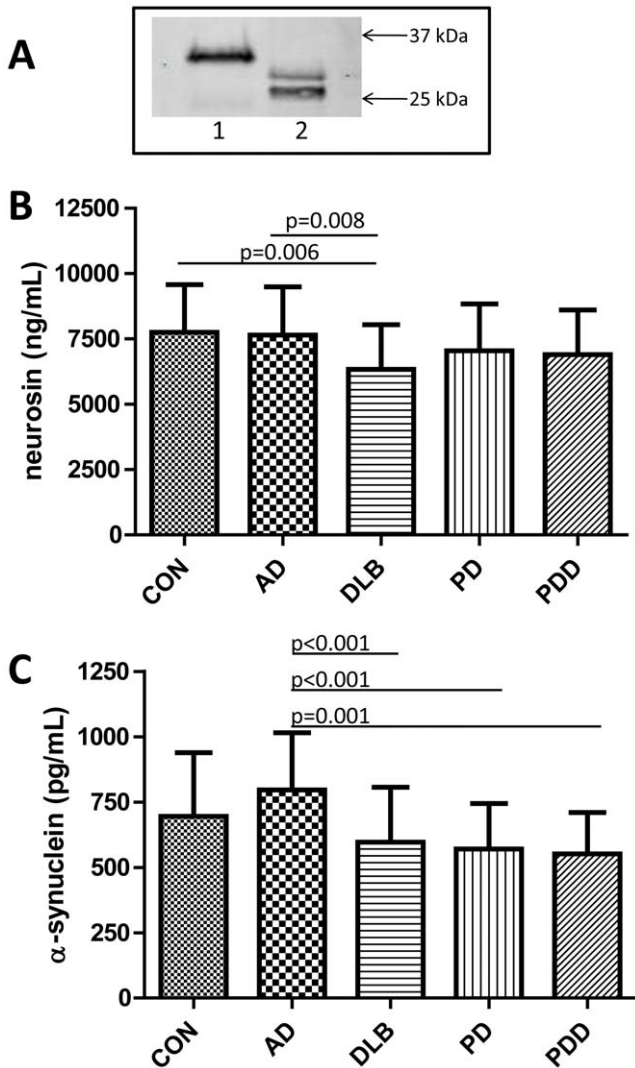 A
37 kDa
25 kDa
1 2
B
12500
10000
7500
5000
2500
0
neurosin (ng/mL)
p=0.008
p=0.006
CON AD DLB PD PDD
C
1250
1000
750
500
250
0
α-synuclein (pg/mL)
p<0.001
p<0.001
p=0.001
CON AD DLB PD PDD